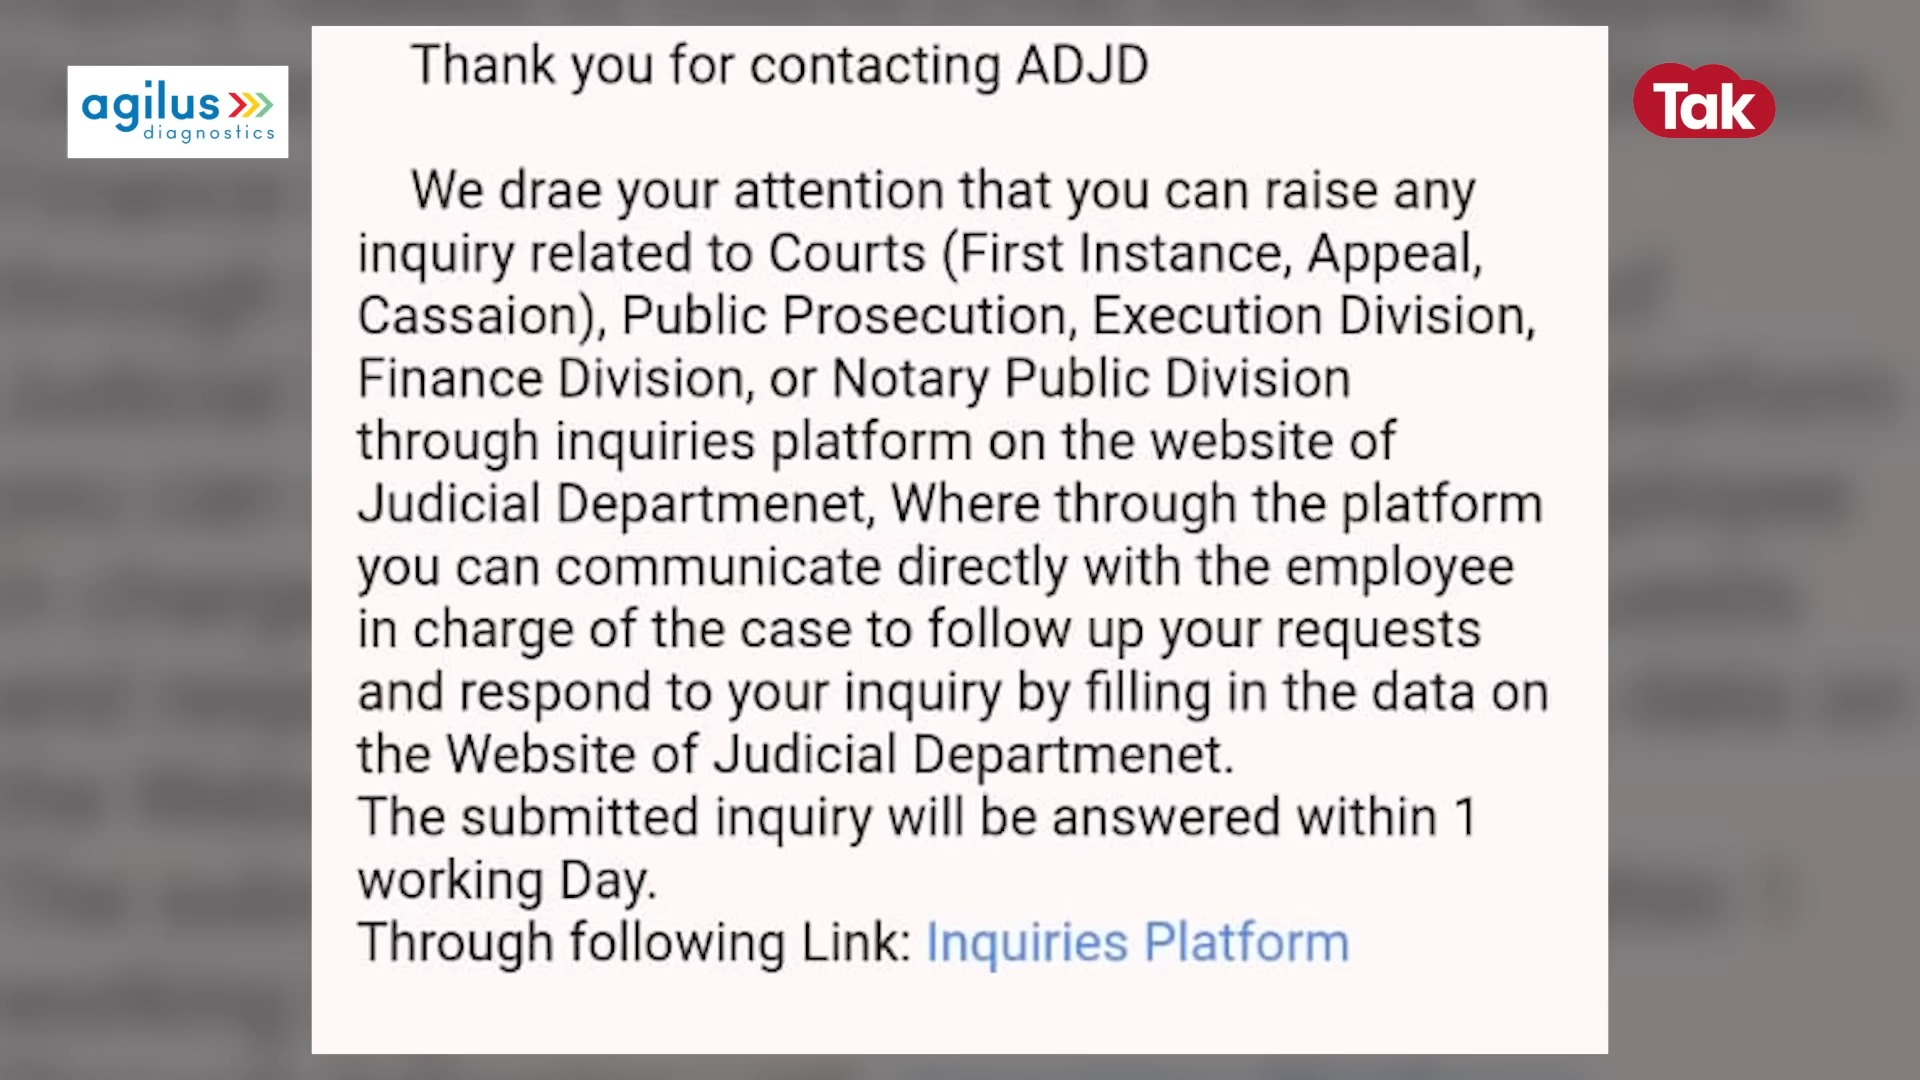 agilus
diagnostics
Tak
Thank you for contacting ADJD
We drae your attention that you can raise any
inquiry related to Courts (First Instance, Appeal,
Cassaion), Public Prosecution, Execution Division,
Finance Division, or Notary Public Division
through inquiries platform on the website of
Judicial Departmenet, Where through the platform
you can communicate directly with the employee
in charge of the case to follow up your requests
and respond to your inquiry by filling in the data on
the Website of Judicial Departmenet.
The submitted inquiry will be answered within 1
working Day.
Through following Link: Inquiries Platform